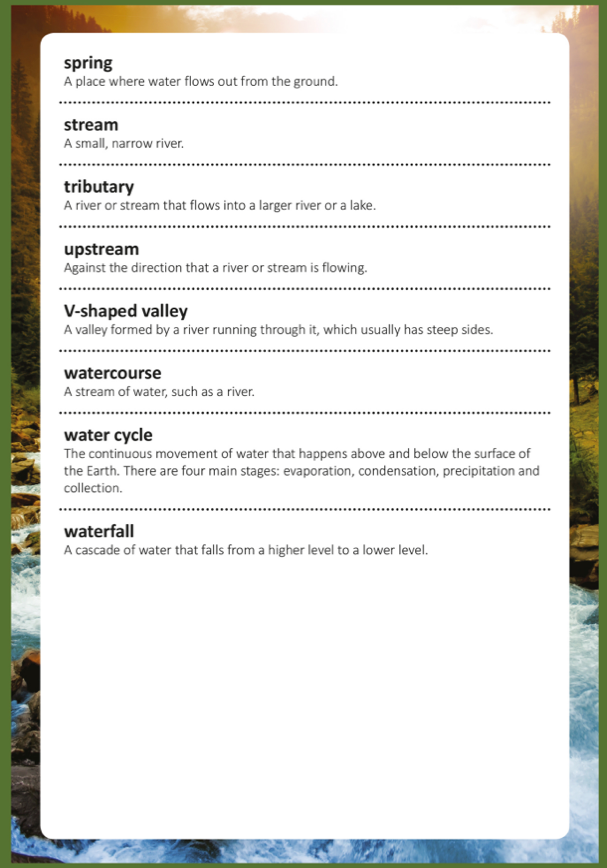 spring
A place where water flows out from the ground.
stream
A small, narrow river.
tributary
A river or stream that flows into a larger river or a lake.
upstream
Against the direction that a river or stream is flowing.
V-shaped valley
A valley formed by a river running through it, which usually has steep sides.
watercourse
A stream of water, such as a river.
water cycle
The continuous movement of water that happens above and below the surface of
the Earth. There are four main stages: evaporation, condensation, precipitation and
collection.
waterfall
A cascade of water that falls from a higher level to a lower level.